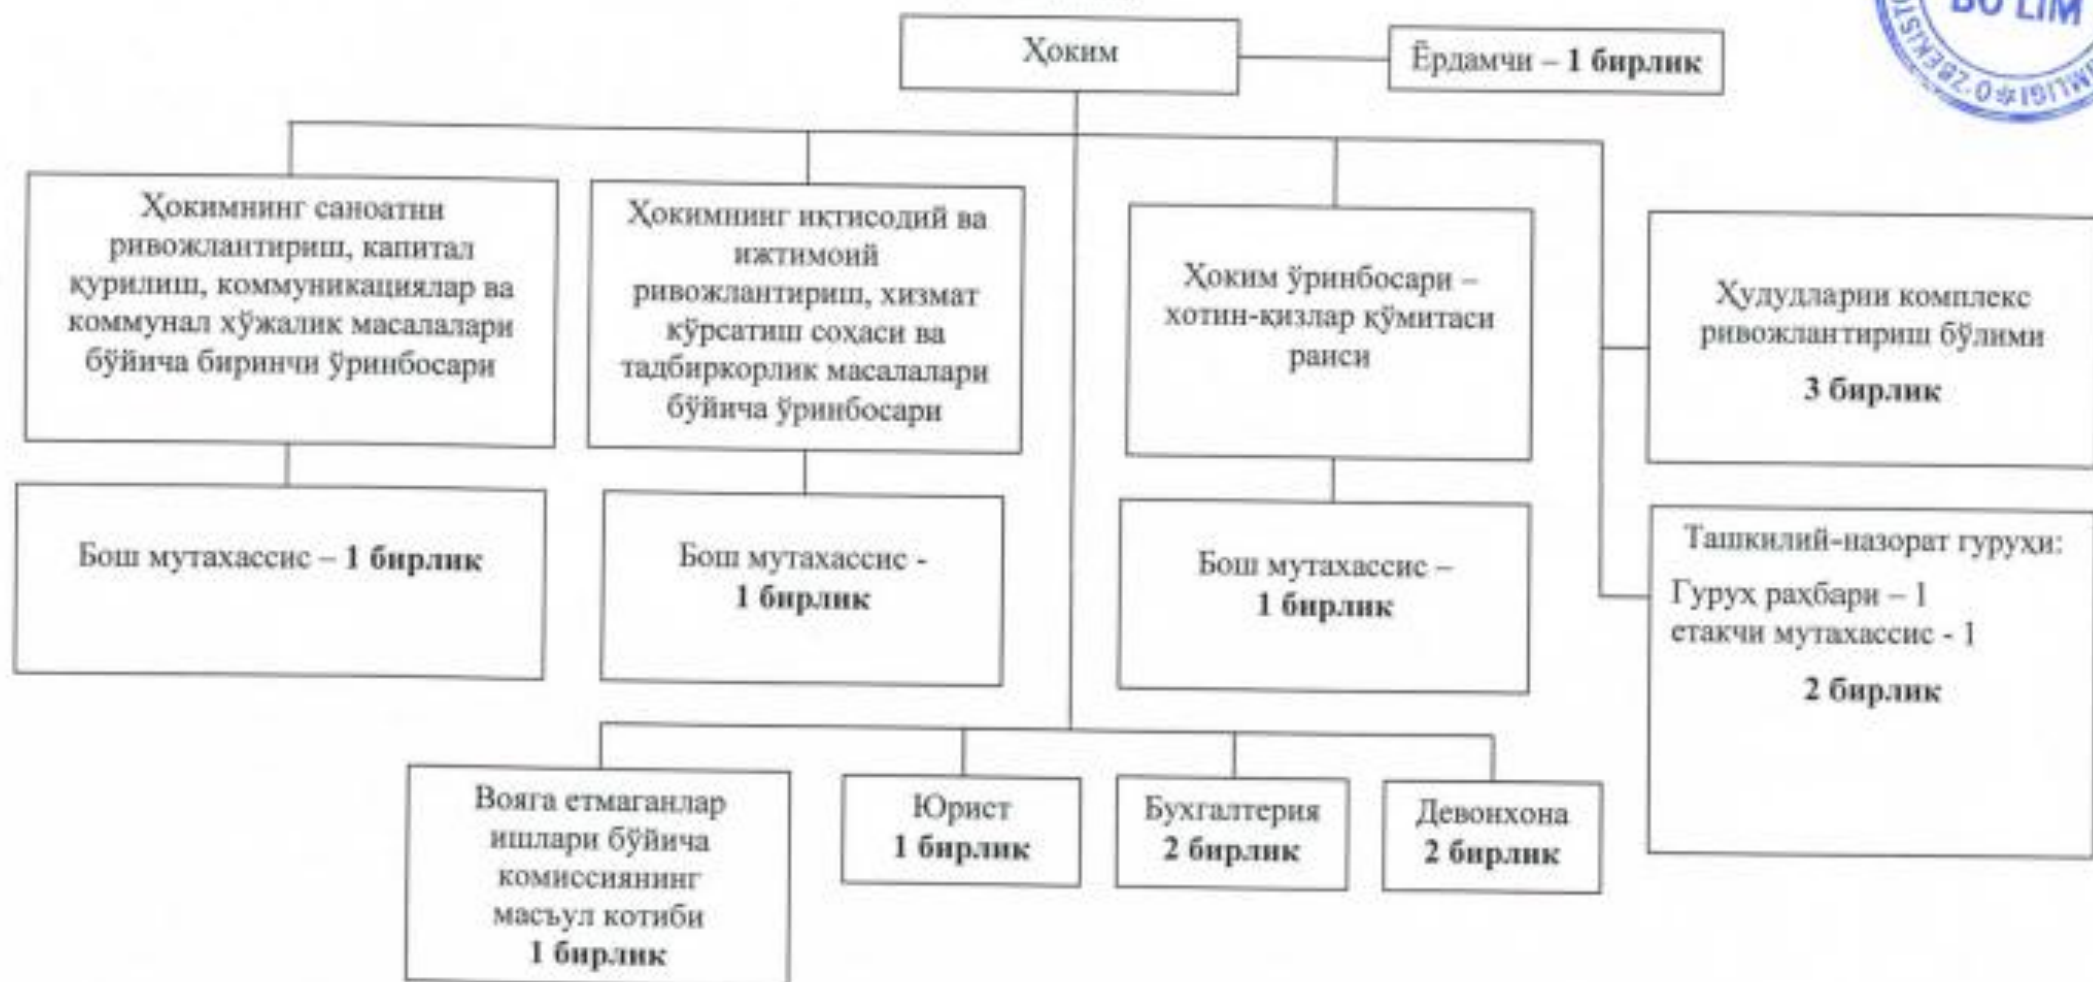 BO'LIM
Ҳоким
Ёрдамчи – 1 бирлик
Ҳокимнинг саноатни
ривожлантириш, капитал
қурилиш, коммуникациялар ва
коммунал хўжалик масалалари
бўйича биринчи ўринбосари
Ҳокимнинг иқтисодий ва
ижтимоий
ривожлантириш, хизмат
кўрсатиш соҳаси ва
тадбиркорлик масалалари
бўйича ўринбосари
Ҳоким ўринбосари –
хотин-қизлар қўмитаси
раиси
Ҳудудларни комплекс
ривожлантириш бўлими
3 бирлик
Бош мутахассис – 1 бирлик
Бош мутахассис -
1 бирлик
Бош мутахассис –
1 бирлик
Ташкилий-назорат гуруҳи:
Гуруҳ раҳбари – 1
етакчи мутахассис - 1
2 бирлик
Вояга етмаганлар
ишлари бўйича
комиссиянинг
масъул котиби
1 бирлик
Юрист
1 бирлик
Бухгалтерия
2 бирлик
Девонхона
2 бирлик